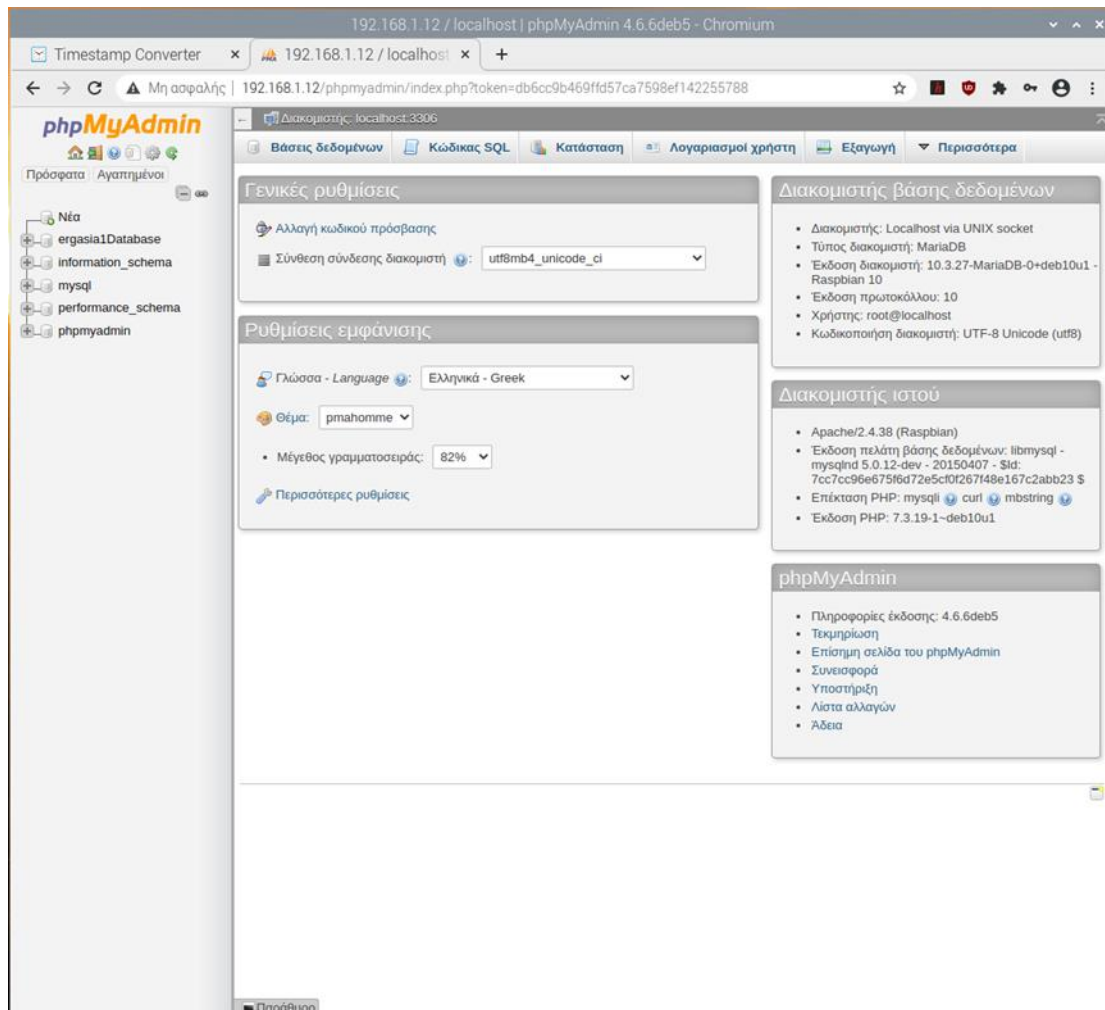 192.168.1.12 / localhost | phpMyAdmin 4.6.6deb5 - Chromium
Timestamp Converter
192.168.1.12 / localhost
Μη ασφαλής | 192.168.1.12/phpmyadmin/index.php?token=db6cc9b469ffd57ca7598ef142255788
phpMyAdmin
Πρόσφατα Αγαπημένοι
Νέα
ergasia1Database
information_schema
mysql
performance_schema
phpmyadmin
Διακομιστής: localhost:3306
Βάσεις δεδομένων Κώδικας SQL Κατάσταση Λογαριασμοί χρήστη Εξαγωγή Περισσότερα
Γενικές ρυθμίσεις
Αλλαγή κωδικού πρόσβασης
Σύνθεση σύνδεσης διακομιστή : utf8mb4_unicode_ci
Ρυθμίσεις εμφάνισης
Γλώσσα - Language : Ελληνικά - Greek
Θέμα: pmahomme
• Μέγεθος γραμματοσειράς: 82%
Περισσότερες ρυθμίσεις
Διακομιστής βάσης δεδομένων
• Διακομιστής: Localhost via UNIX socket
• Τύπος διακομιστή: MariaDB
• Έκδοση διακομιστή: 10.3.27-MariaDB-0+deb10u1 -
Raspbian 10
• Έκδοση πρωτοκόλλου: 10
• Χρήστης: root@localhost
• Κωδικοποίηση διακομιστή: UTF-8 Unicode (utf8)
Διακομιστής ιστού
• Apache/2.4.38 (Raspbian)
• Έκδοση πελάτη βάσης δεδομένων: libmysql -
mysqlnd 5.0.12-dev - 20150407 - $Id:
7cc7cc96e675f6d72e5cf0f267f48e167c2abb23 $
• Επέκταση PHP: mysqli curl mbstring
• Έκδοση PHP: 7.3.19-1~deb10u1
phpMyAdmin
• Πληροφορίες έκδοσης: 4.6.6deb5
• Τεκμηρίωση
• Επίσημη σελίδα του phpMyAdmin
• Συνεισφορά
• Υποστήριξη
• Λίστα αλλαγών
• Άδεια
Παράθυρο